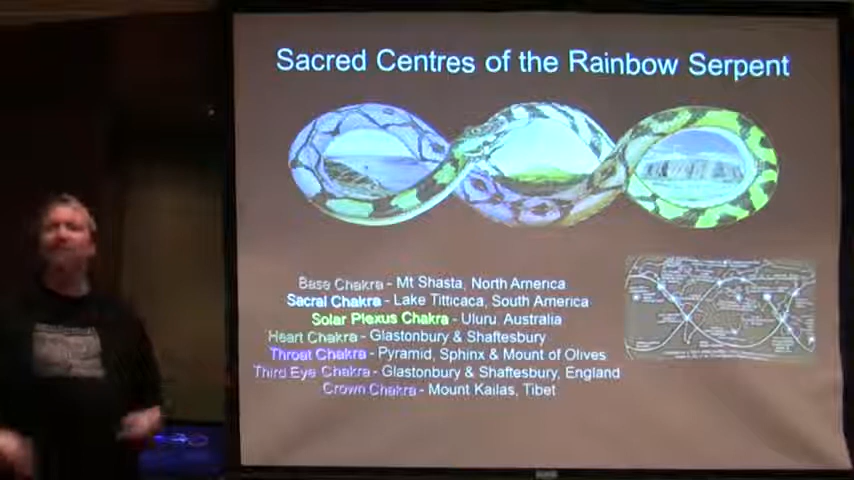 Sacred Centres of the Rainbow Serpent
Base Chakra - Mt Shasta, North America
Sacral Chakra - Lake Titticaca, South America
Solar Plexus Chakra - Uluru, Australia
Heart Chakra - Glastonbury & Shaftesbury
Throat Chakra - Pyramid, Sphinx & Mount of Olives
Third Eye Chakra - Glastonbury & Shaftesbury, England
Crown Chakra - Mount Kailas, Tibet